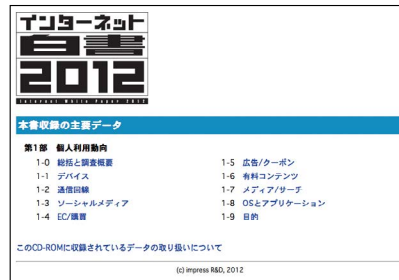 インターネット
白書
2012
Internet White Paper 2012
本書収録の主要データ
第1部 個人利用動向
1-0 総括と調査概要
1-1 デバイス
1-2 通信回線
1-3 ソーシャルメディア
1-4 EC/購買
1-5 広告/クーポン
1-6 有料コンテンツ
1-7 メディア/サーチ
1-8 OSとアプリケーション
1-9 目的
このCD-ROMに収録されているデータの取り扱いについて
(c) impress R&D, 2012